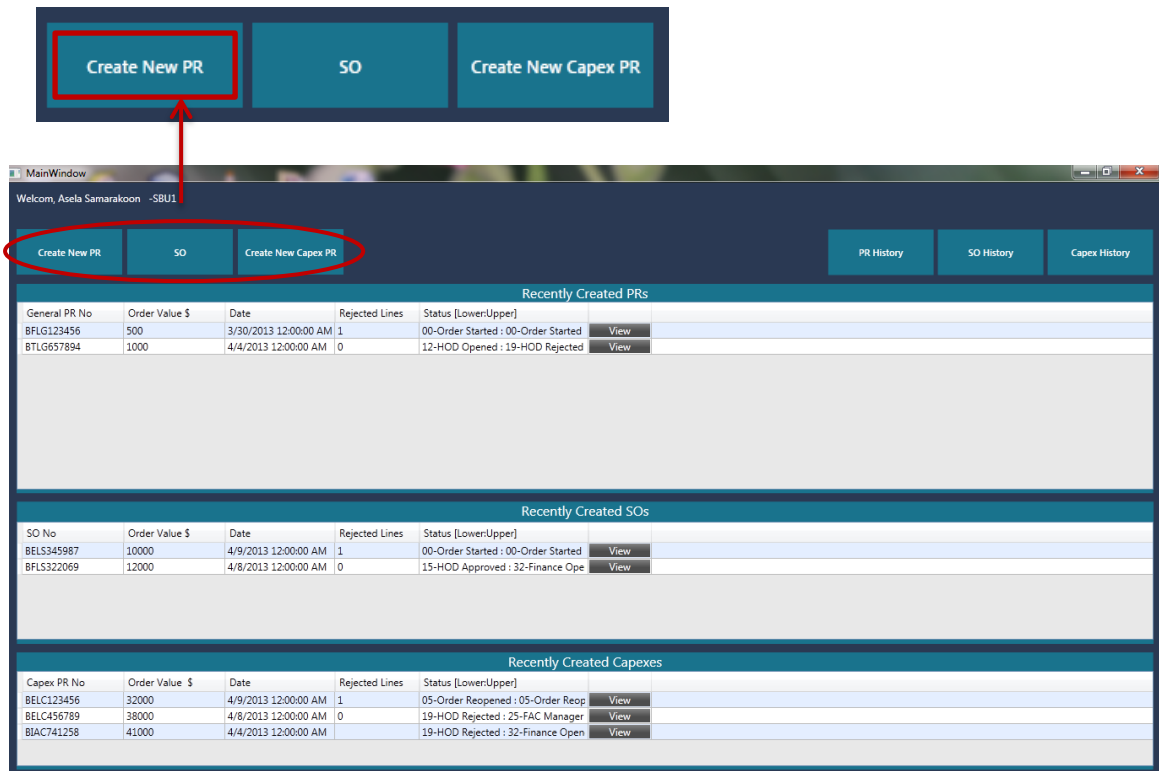 Create New PR SO Create New Capex PR
MainWindow
Welcom, Asela Samarakoon -SBU1
Create New PR SO Create New Capex PR PR History SO History Capex History
Recently Created PRs
General PR No Order Value $ Date Rejected Lines Status [Lower:Upper]
BFLG123456 500 3/30/2013 12:00:00 AM 1 00-Order Started : 00-Order Started View
BTLG657894 1000 4/4/2013 12:00:00 AM 0 12-HOD Opened : 19-HOD Rejected View
Recently Created SOs
SO No Order Value $ Date Rejected Lines Status [Lower:Upper]
BELS345987 10000 4/9/2013 12:00:00 AM 1 00-Order Started : 00-Order Started View
BFLS322069 12000 4/8/2013 12:00:00 AM 0 15-HOD Approved : 32-Finance Ope View
Recently Created Capexes
Capex PR No Order Value $ Date Rejected Lines Status [Lower:Upper]
BELC123456 32000 4/9/2013 12:00:00 AM 1 05-Order Reopened : 05-Order Reop View
BELC456789 38000 4/8/2013 12:00:00 AM 0 19-HOD Rejected : 25-FAC Manager View
BIAC741258 41000 4/4/2013 12:00:00 AM 19-HOD Rejected : 32-Finance Open View